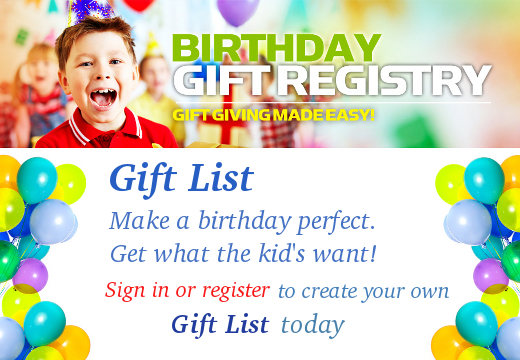 BIRTHDAY
GIFT REGISTRY
GIFT GIVING MADE EASY!
Gift List
Make a birthday perfect.
Get what the kid's want!
Sign in or register to create your own
Gift List today